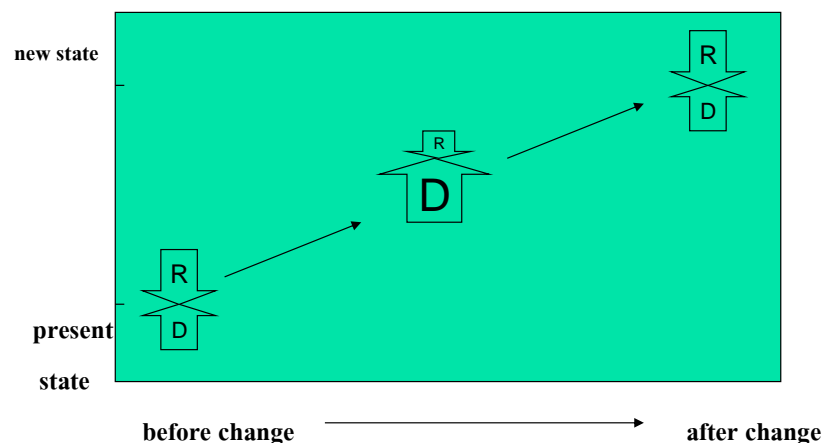 new state
R
D
R
D
R
D
present
state
before change
after change